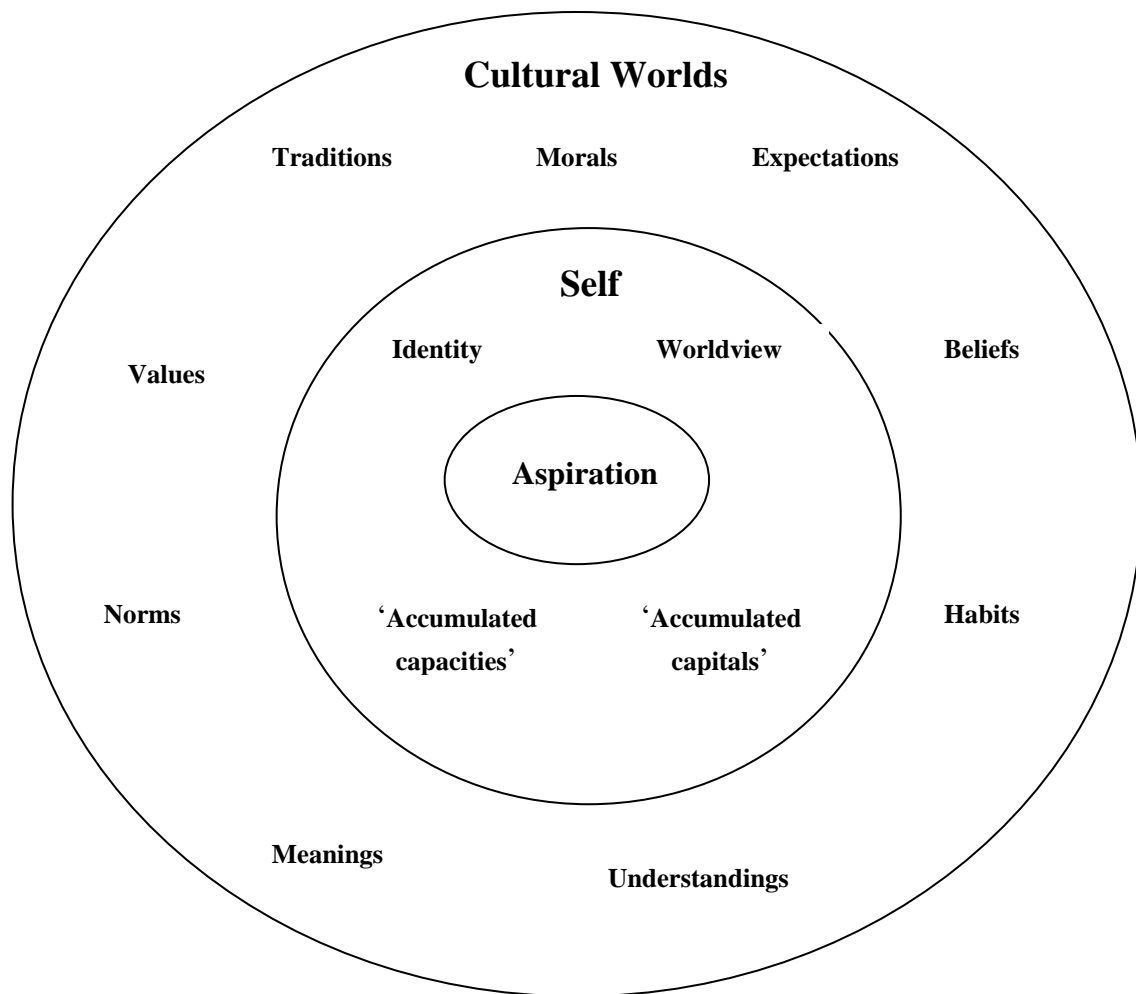 Cultural Worlds
Traditions Morals Expectations
Self
Identity Worldview Beliefs
Values
Aspiration
Norms ‘Accumulated capacities’ ‘Accumulated capitals’ Habits
Meanings
Understandings